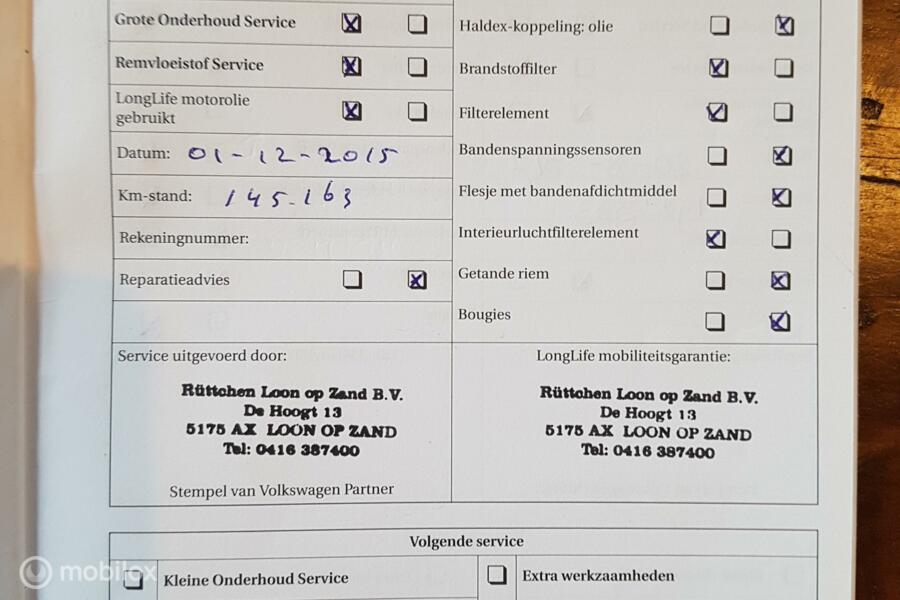 Grote Onderhoud Service
Remvloeistof Service
LongLife motorolie
gebruikt
Datum: 01-12-2015
Km-stand: 145.163
Rekeningnummer:
Reparatieadvies
Haldex-koppeling: olie
Brandstoffilter
Filterelement
Bandenspanningssensoren
Flesje met bandenafdichtmiddel
Interieurluchtfilterelement
Getande riem
Bougies
Service uitgevoerd door:
Rüttchen Loon op Zand B.V.
De Hoogt 13
5175 AX LOON OP ZAND
Tel: 0416 387400
Stempel van Volkswagen Partner
LongLife mobiliteitsgarantie:
Rüttchen Loon op Zand B.V.
De Hoogt 13
5175 AX LOON OP ZAND
Tel: 0416 387400
Volgende service
Kleine Onderhoud Service
Extra werkzaamheden
mobilox